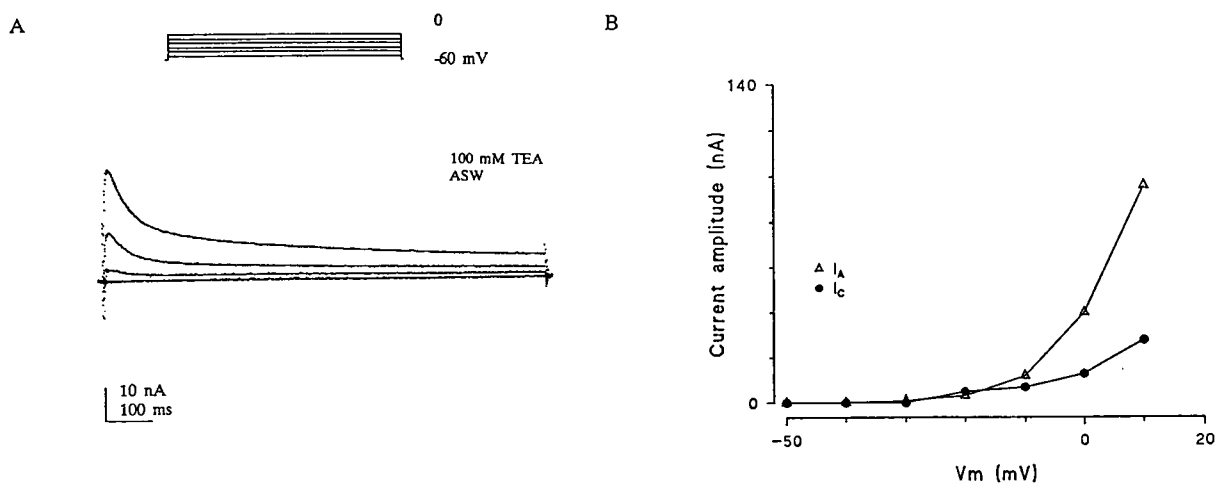 A
0
-60 mV
100 mM TEA
ASW
10 nA
100 ms
B
140
Current amplitude (nA)
I_A
I_C
0
-50
0
20
Vm (mV)